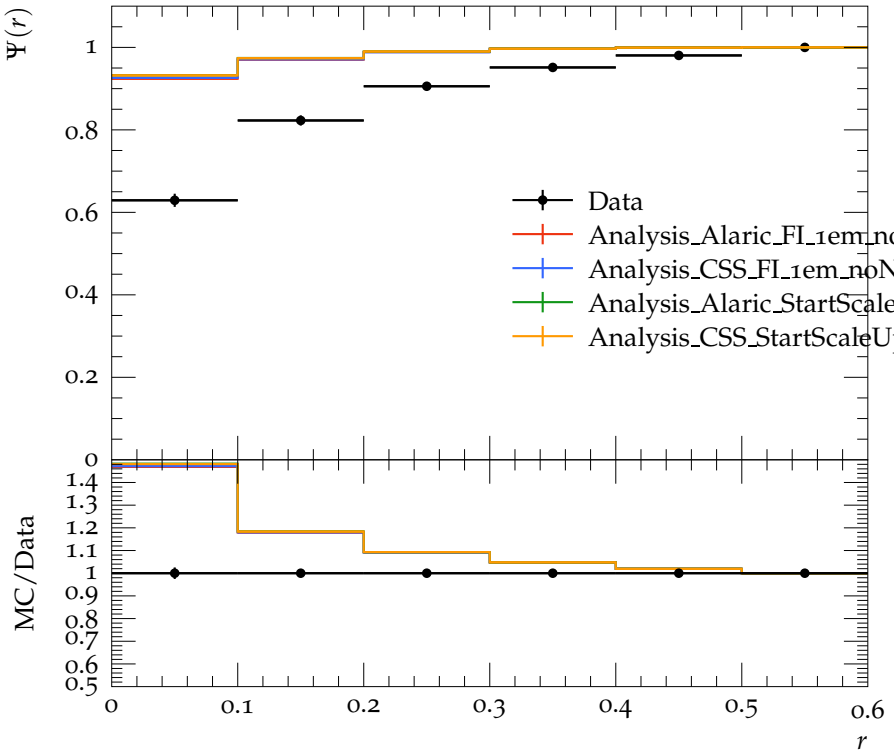 Ψ(r)
1
0.8
0.6
0.4
0.2
0
Data
Analysis_Alaric_FI_1em_no
Analysis_CSS_FI_1em_noN
Analysis_Alaric_StartScale
Analysis_CSS_StartScaleU
MC/Data
1.4
1.3
1.2
1.1
1
0.9
0.8
0.7
0.6
0.5
0 0.1 0.2 0.3 0.4 0.5 0.6
r